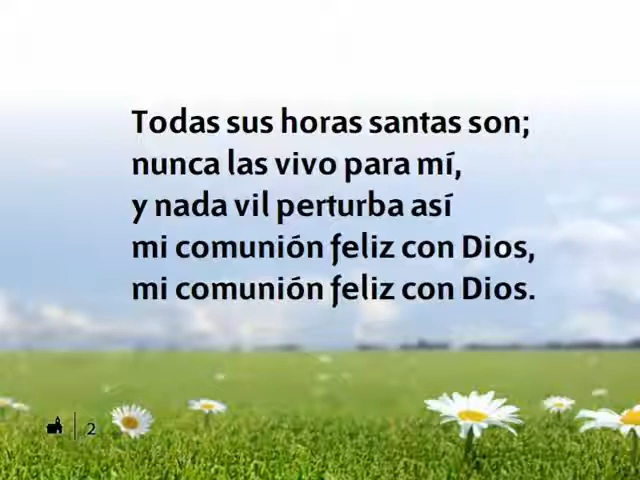 Todas sus horas santas son;
nunca las vivo para mí,
y nada vil perturba así
mi comunión feliz con Dios,
mi comunión feliz con Dios.
2